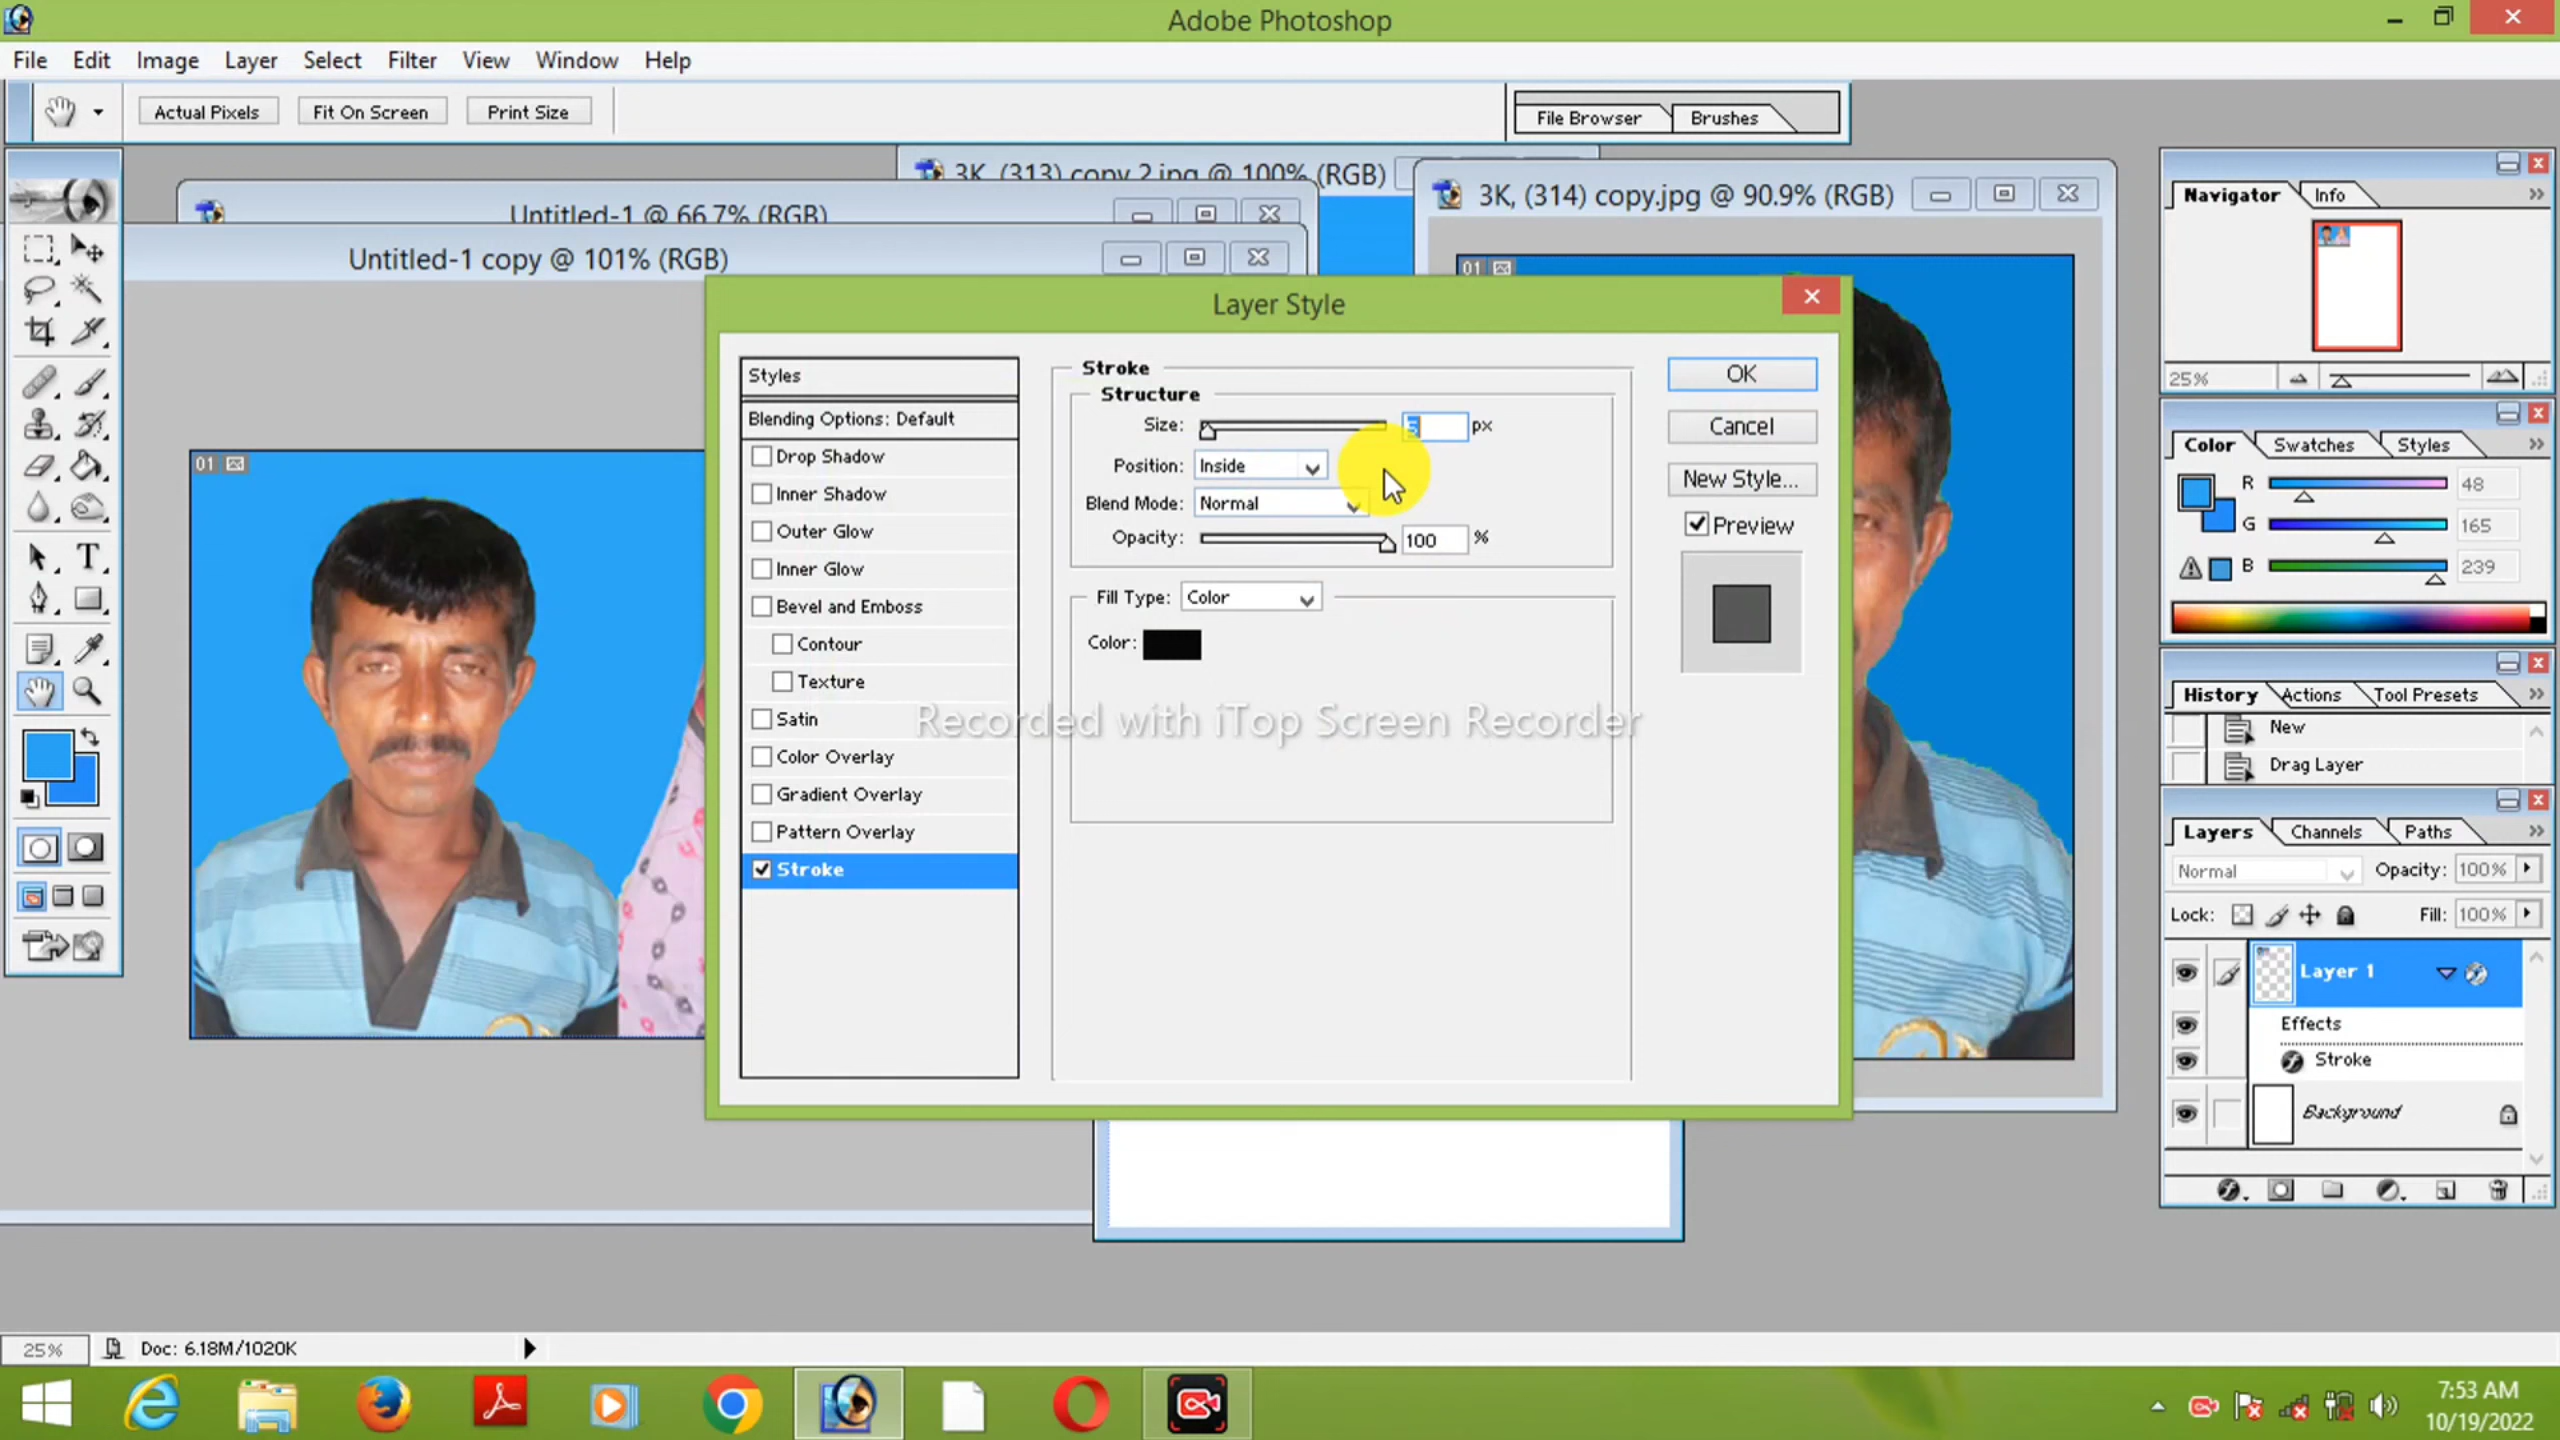 Adobe Photoshop
File Edit Image Layer Select Filter View Window Help
Actual Pixels Fit On Screen Print Size
File Browser Brushes
3K, (313) copy 2.jpg @ 100% (RGB)
3K, (314) copy.jpg @ 90.9% (RGB)
Untitled-1 @ 66.7% (RGB)
Untitled-1 copy @ 101% (RGB)
01
01
Layer Style
Styles
Blending Options: Default
Drop Shadow
Inner Shadow
Outer Glow
Inner Glow
Bevel and Emboss
Contour
Texture
Satin
Color Overlay
Gradient Overlay
Pattern Overlay
Stroke
Stroke
Structure
Size: 5 px
Position: Inside
Blend Mode: Normal
Opacity: 100 %
Fill Type: Color
Color:
OK
Cancel
New Style...
Preview
Recorded with iTop Screen Recorder
Navigator Info
25%
Color Swatches Styles
R 48
G 165
B 239
History Actions Tool Presets
New
Drag Layer
Layers Channels Paths
Normal Opacity: 100%
Lock: Fill: 100%
Layer 1
Effects
Stroke
Background
25% Doc: 6.18M/1020K
7:53 AM
10/19/2022